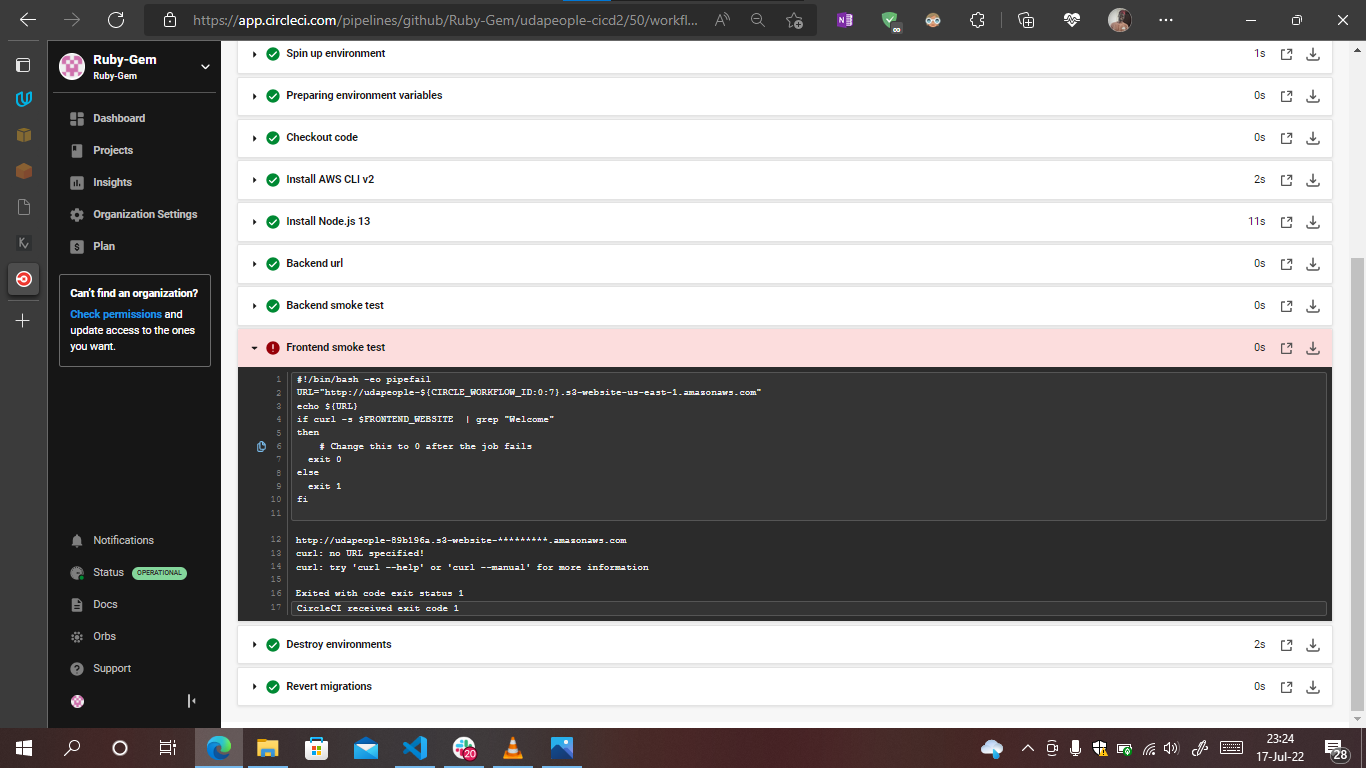 https://app.circleci.com/pipelines/github/Ruby-Gem/udapeople-cicd2/50/workfl...
Ruby-Gem
Ruby-Gem
Dashboard
Projects
Insights
Organization Settings
Plan
Can't find an organization?
Check permissions and
update access to the ones
you want.
Notifications
Status OPERATIONAL
Docs
Orbs
Support
Spin up environment 1s
Preparing environment variables 0s
Checkout code 0s
Install AWS CLI v2 2s
Install Node.js 13 11s
Backend url 0s
Backend smoke test 0s
Frontend smoke test 0s
1 #!/bin/bash -eo pipefail
2 URL="http://udapeople-${CIRCLE_WORKFLOW_ID:0:7}.s3-website-us-east-1.amazonaws.com"
3 echo ${URL}
4 if curl -s $FRONTEND_WEBSITE | grep "Welcome"
5 then
6 # Change this to 0 after the job fails
7 exit 0
8 else
9 exit 1
10 fi
11
12 http://udapeople-89b196a.s3-website-*********.amazonaws.com
13 curl: no URL specified!
14 curl: try 'curl --help' or 'curl --manual' for more information
15
16 Exited with code exit status 1
17 CircleCI received exit code 1
Destroy environments 2s
Revert migrations 0s
20
23:24
17-Jul-22
28